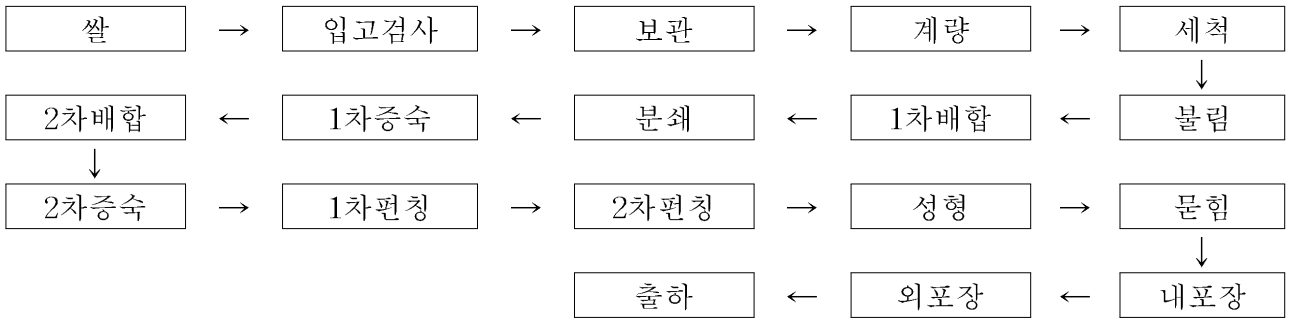 쌀 → 입고검사 → 보관 → 계량 → 세척
↓
2차배합 ← 1차증숙 ← 분쇄 ← 1차배합 ← 불림
↓
2차증숙 → 1차펀칭 → 2차펀칭 → 성형 → 묻힘
↓
출하 ← 외포장 ← 내포장